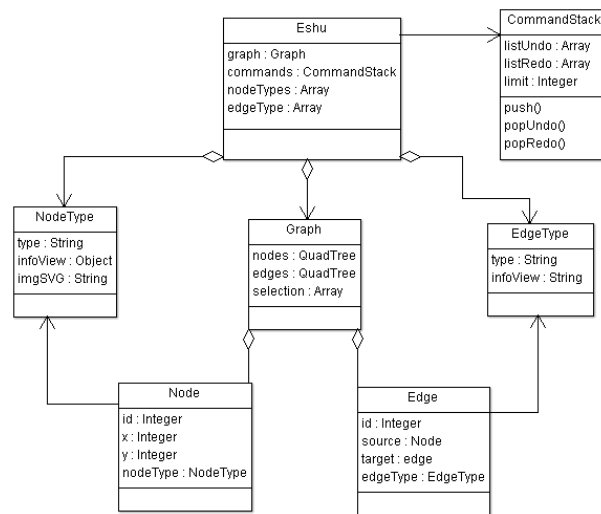 Eshu
graph : Graph
commands : CommandStack
nodeTypes : Array
edgeType : Array
CommandStack
listUndo : Array
listRedo : Array
limit : Integer
push()
popUndo()
popRedo()
NodeType
type : String
infoView : Object
imgSVG : String
Graph
nodes : QuadTree
edges : QuadTree
selection : Array
EdgeType
type : String
infoView : String
Node
id : Integer
x : Integer
y : Integer
nodeType : NodeType
Edge
id : Integer
source : Node
target : edge
edgeType : EdgeType